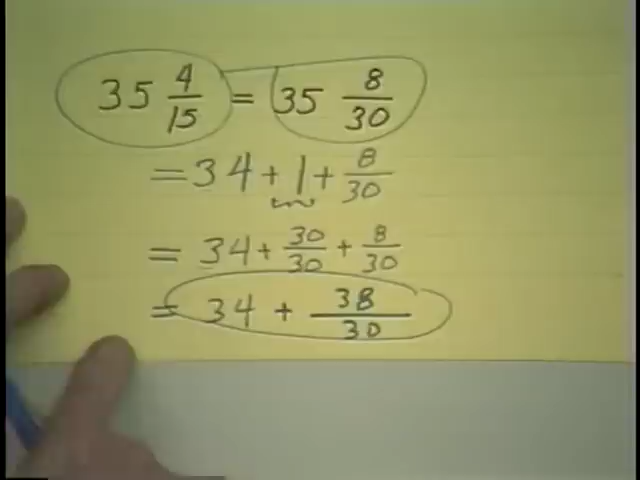 35 4/15 = 35 8/30
= 34 + 1 + 8/30
= 34 + 30/30 + 8/30
= 34 + 38/30